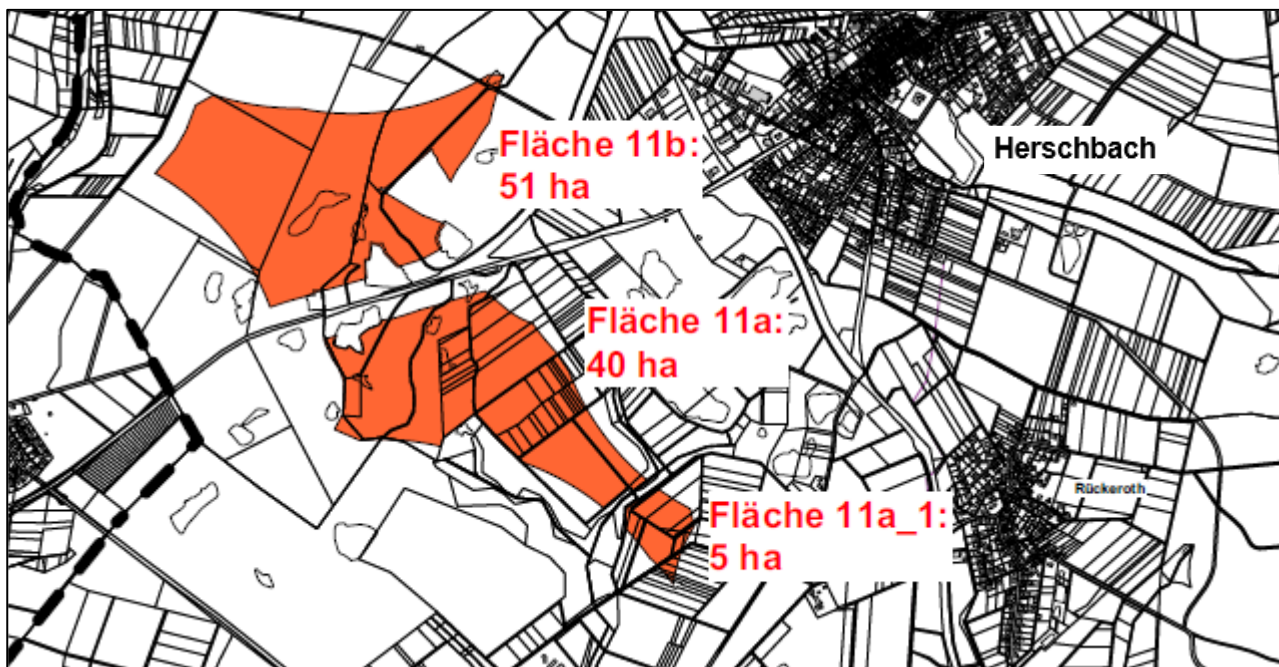 Fläche 11b:
51 ha
Herschbach
Fläche 11a:
40 ha
Rückeroth
Fläche 11a_1:
5 ha